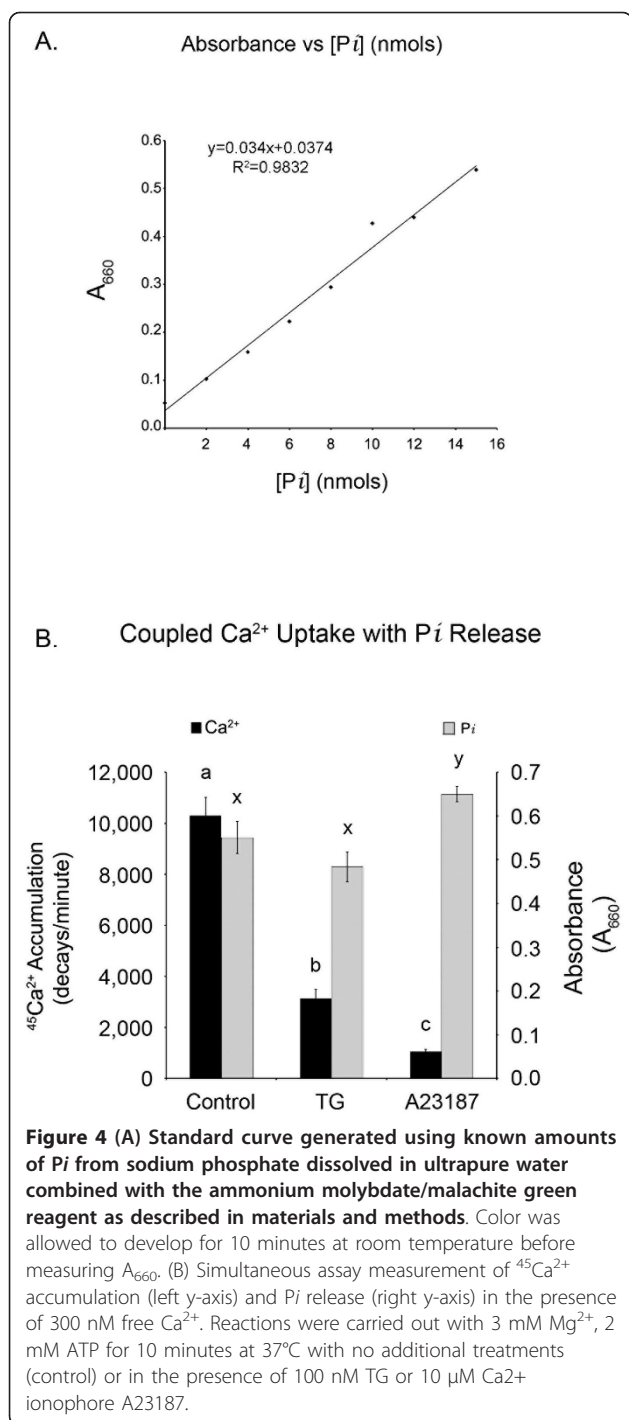 A.
Absorbance vs [Pi] (nmols)
y=0.034x+0.0374
R²=0.9832
0.6
0.5
0.4
0.3
0.2
0.1
0.0
A₆₆₀
2 4 6 8 10 12 14 16
[Pi] (nmols)
B.
Coupled Ca²⁺ Uptake with Pi Release
Ca²⁺
Pi
12,000
10,000
8,000
6,000
4,000
2,000
0
⁴⁵Ca²⁺ Accumulation
(decays/minute)
a
x
b
x
c
y
0.7
0.6
0.5
0.4
0.3
0.2
0.1
0.0
Absorbance
(A₆₆₀)
Control TG A23187
Figure 4 (A) Standard curve generated using known amounts
of Pi from sodium phosphate dissolved in ultrapure water
combined with the ammonium molybdate/malachite green
reagent as described in materials and methods. Color was
allowed to develop for 10 minutes at room temperature before
measuring A₆₆₀. (B) Simultaneous assay measurement of ⁴⁵Ca²⁺
accumulation (left y-axis) and Pi release (right y-axis) in the presence
of 300 nM free Ca²⁺. Reactions were carried out with 3 mM Mg²⁺, 2
mM ATP for 10 minutes at 37°C with no additional treatments
(control) or in the presence of 100 nM TG or 10 μM Ca2+
ionophore A23187.